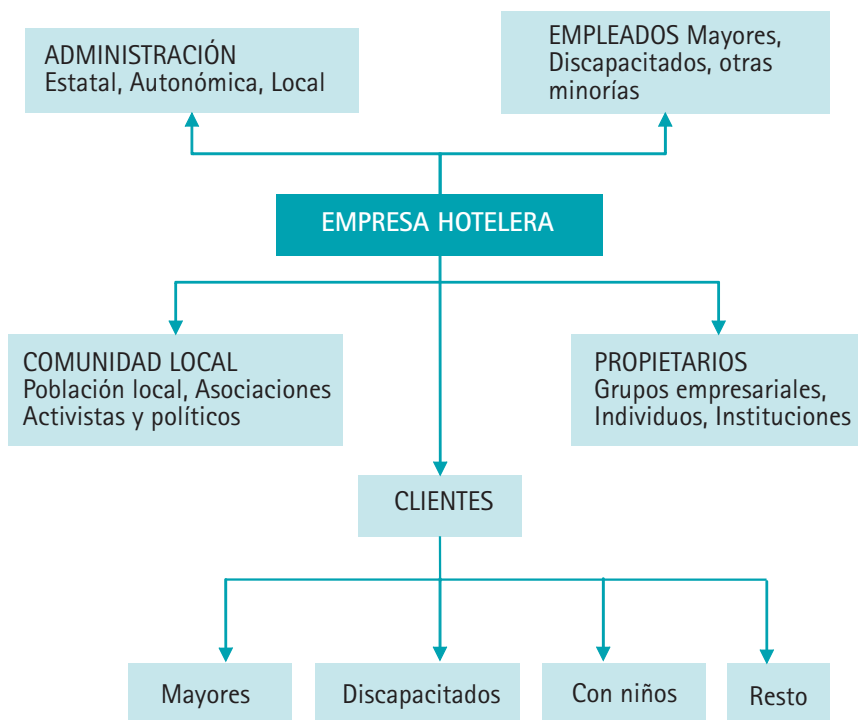 ADMINISTRACIÓN
Estatal, Autonómica, Local
EMPLEADOS Mayores,
Discapacitados, otras
minorías
EMPRESA HOTELERA
COMUNIDAD LOCAL
Población local, Asociaciones
Activistas y políticos
PROPIETARIOS
Grupos empresariales,
Individuos, Instituciones
CLIENTES
Mayores
Discapacitados
Con niños
Resto